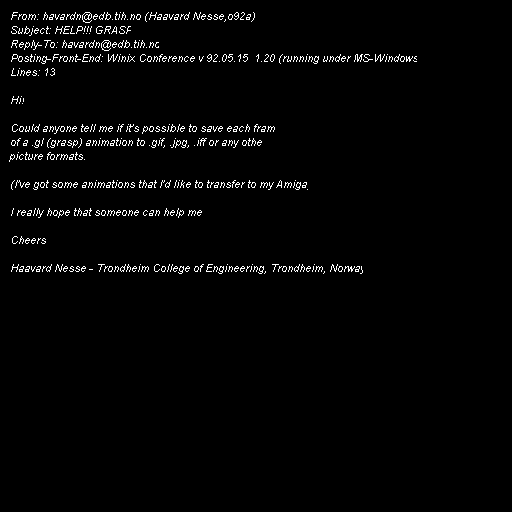 From: havardn@edb.tih.no (Haavard Nesse,o92a)
Subject: HELP!!! GRASP
Reply-To: havardn@edb.tih.no
Posting-Front-End: Winix Conference v 92.05.15 1.20 (running under MS-Windows
Lines: 13

Hi!

Could anyone tell me if it's possible to save each fram
of a .gl (grasp) animation to .gif, .jpg, .iff or any othe
picture formats.

(I've got some animations that I'd like to transfer to my Amiga

I really hope that someone can help me

Cheers

Haavard Nesse - Trondheim College of Engineering, Trondheim, Norway